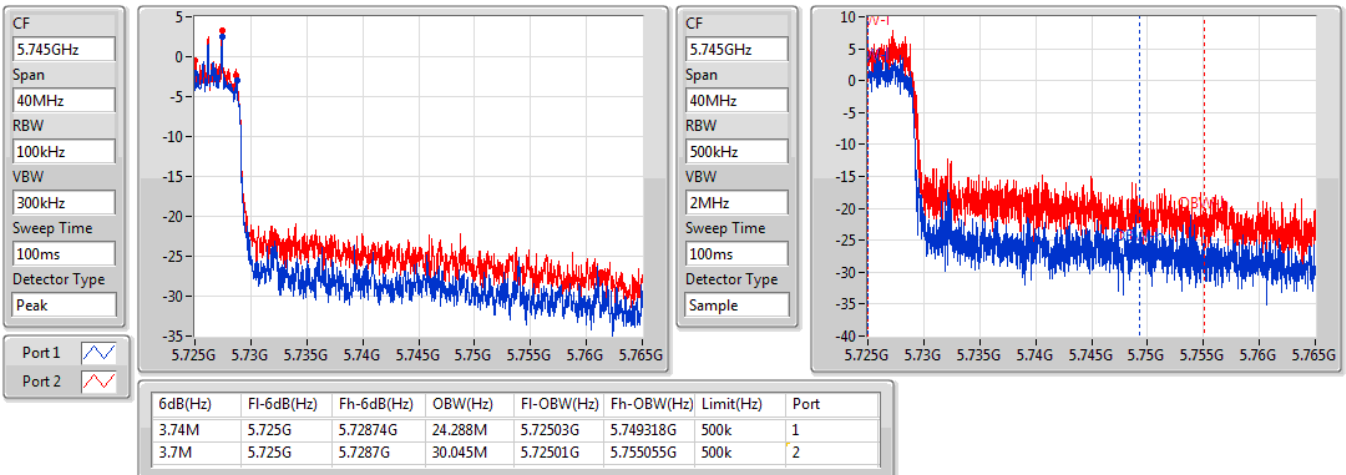 CF
5.745GHz
Span
40MHz
RBW
100kHz
VBW
300kHz
Sweep Time
100ms
Detector Type
Peak
Port 1
Port 2
5
0
-5
-10
-15
-20
-25
-30
-35
5.725G 5.73G 5.735G 5.74G 5.745G 5.75G 5.755G 5.76G 5.765G
CF
5.745GHz
Span
40MHz
RBW
500kHz
VBW
2MHz
Sweep Time
100ms
Detector Type
Sample
10
5
0
-5
-10
-15
-20
-25
-30
-35
-40
5.725G 5.73G 5.735G 5.74G 5.745G 5.75G 5.755G 5.76G 5.765G
6dB(Hz) Fl-6dB(Hz) Fh-6dB(Hz) OBW(Hz) Fl-OBW(Hz) Fh-OBW(Hz) Limit(Hz) Port
3.74M 5.725G 5.72874G 24.288M 5.72503G 5.749318G 500k 1
3.7M 5.725G 5.7287G 30.045M 5.72501G 5.755055G 500k 2